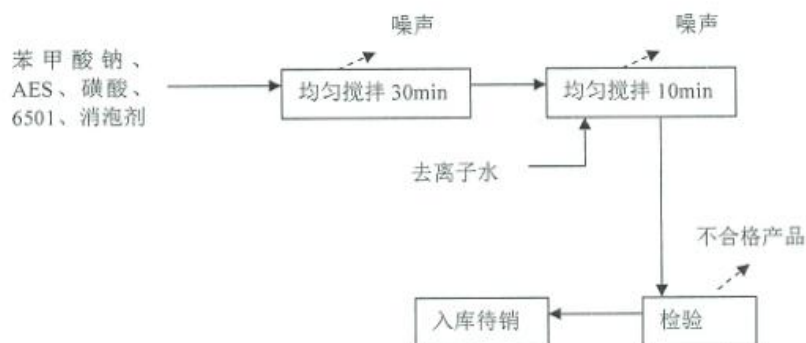 噪声
噪声
苯甲酸钠、
AES、磺酸、
6501、消泡剂
均匀搅拌 30min
均匀搅拌 10min
去离子水
不合格产品
入库待销
检验